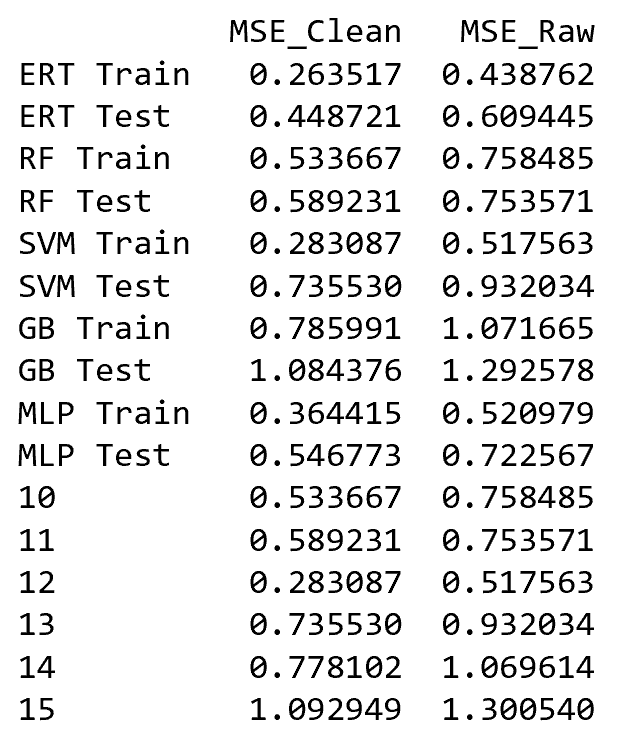 MSE_Clean MSE_Raw
ERT Train 0.263517 0.438762
ERT Test 0.448721 0.609445
RF Train 0.533667 0.758485
RF Test 0.589231 0.753571
SVM Train 0.283087 0.517563
SVM Test 0.735530 0.932034
GB Train 0.785991 1.071665
GB Test 1.084376 1.292578
MLP Train 0.364415 0.520979
MLP Test 0.546773 0.722567
10 0.533667 0.758485
11 0.589231 0.753571
12 0.283087 0.517563
13 0.735530 0.932034
14 0.778102 1.069614
15 1.092949 1.300540